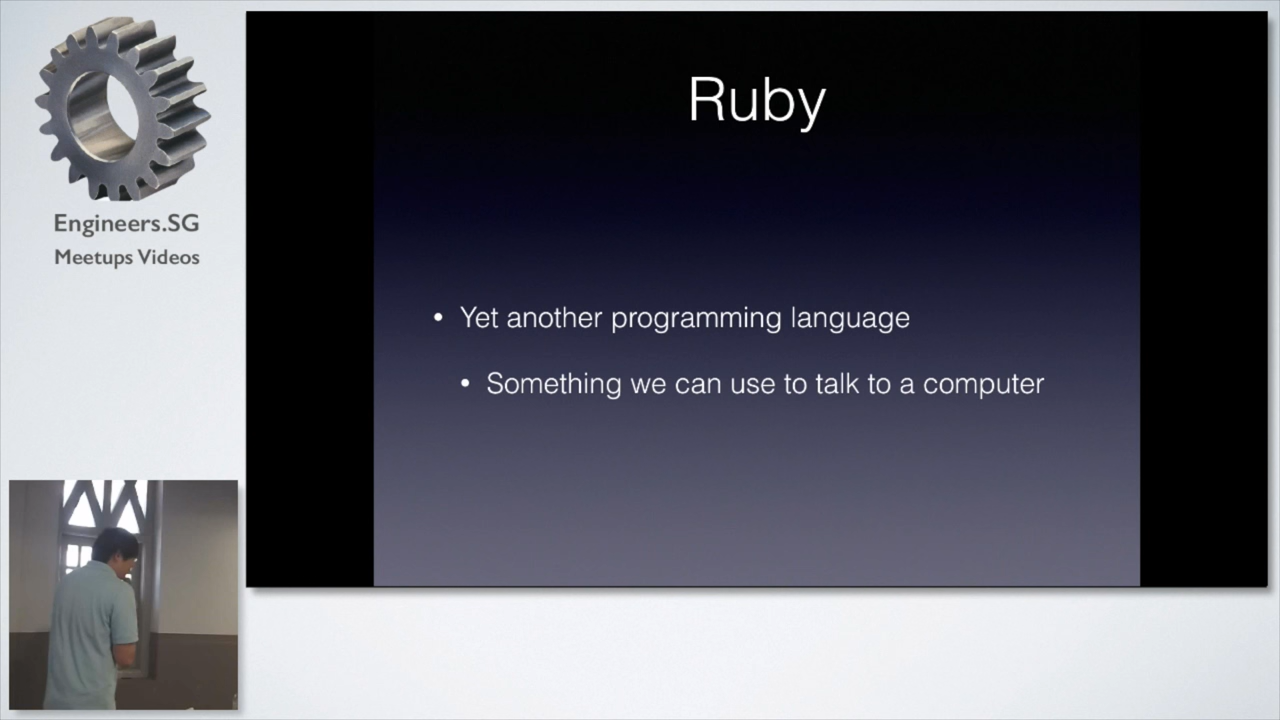 Engineers.SG
Meetups Videos
Ruby
• Yet another programming language
• Something we can use to talk to a computer